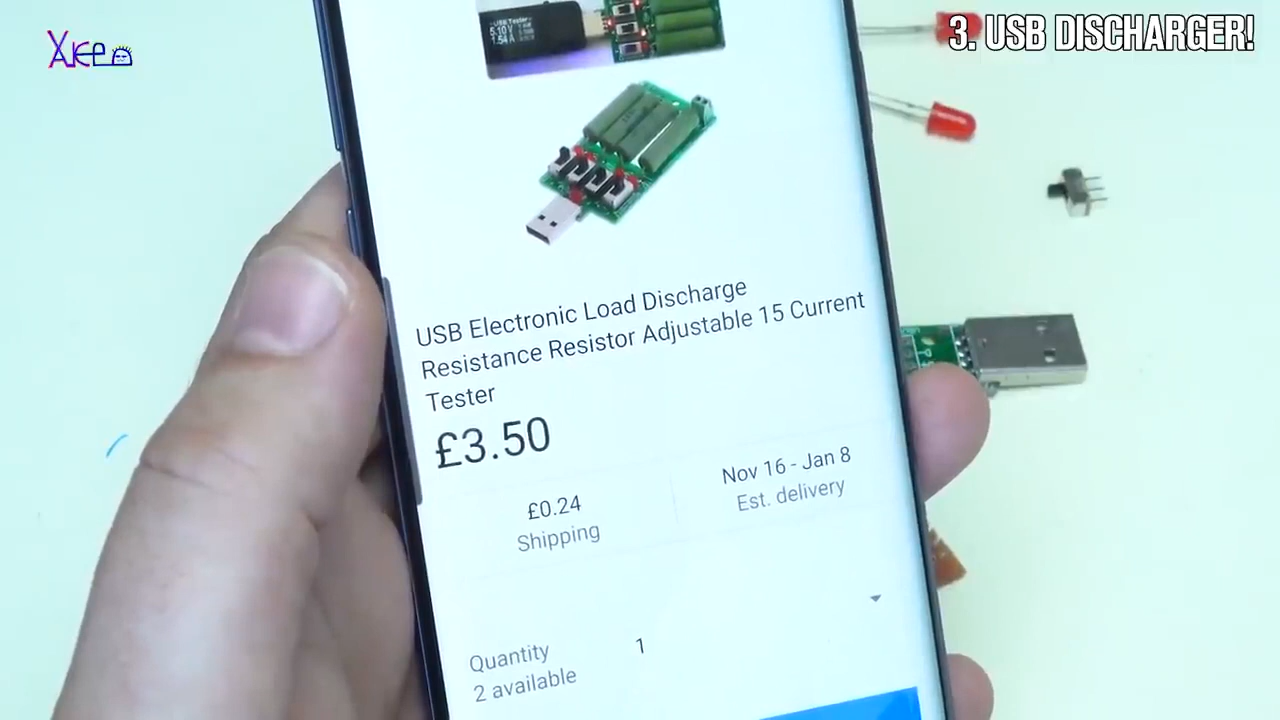 3. USB DISCHARGER!
USB Tester
5.10V
1.54A
USB Electronic Load Discharge
Resistance Resistor Adjustable 15 Current
Tester
£3.50
£0.24
Shipping
Nov 16 - Jan 8
Est. delivery
Quantity
1
2 available